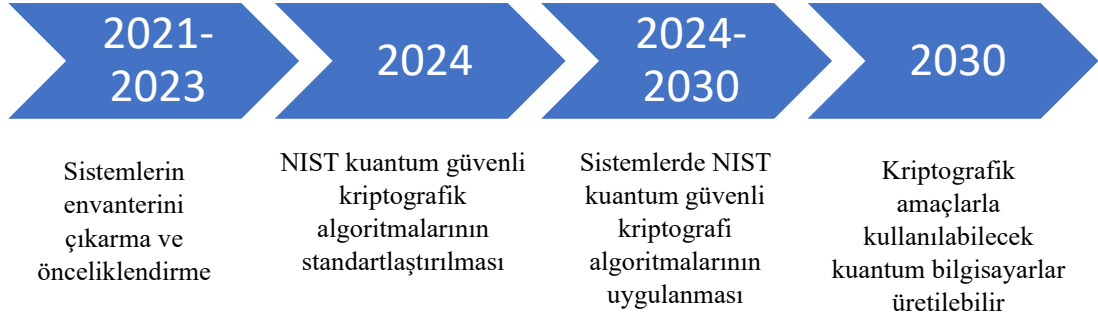 2021-
2023
Sistemlerin
envanterini
çıkarma ve
önceliklendirme
2024
NIST kuantum güvenli
kriptografik
algoritmalarının
standartlaştırılması
2024-
2030
Sistemlerde NIST
kuantum güvenli
kriptografi
algoritmalarının
uygulanması
2030
Kriptografik
amaçlarla
kullanılabilecek
kuantum bilgisayarlar
üretilebilir